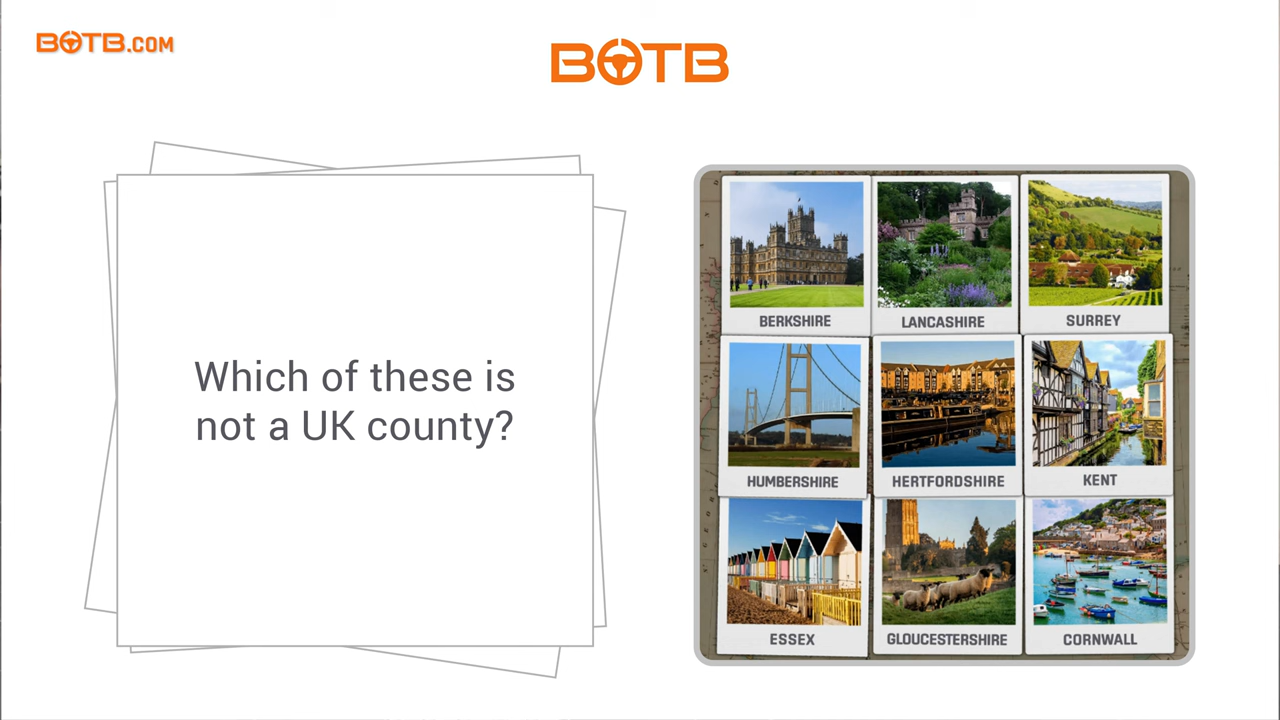 BOTB.COM
BOTB
Which of these is
not a UK county?
BERKSHIRE
LANCASHIRE
SURREY
HUMBERSHIRE
HERTFORDSHIRE
KENT
ESSEX
GLOUCESTERSHIRE
CORNWALL